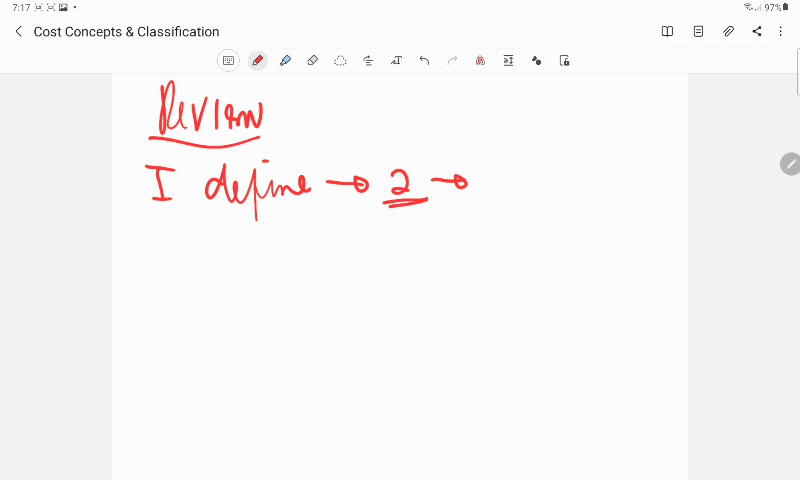 7:17
97%
Cost Concepts & Classification
Review
I define → 2 →